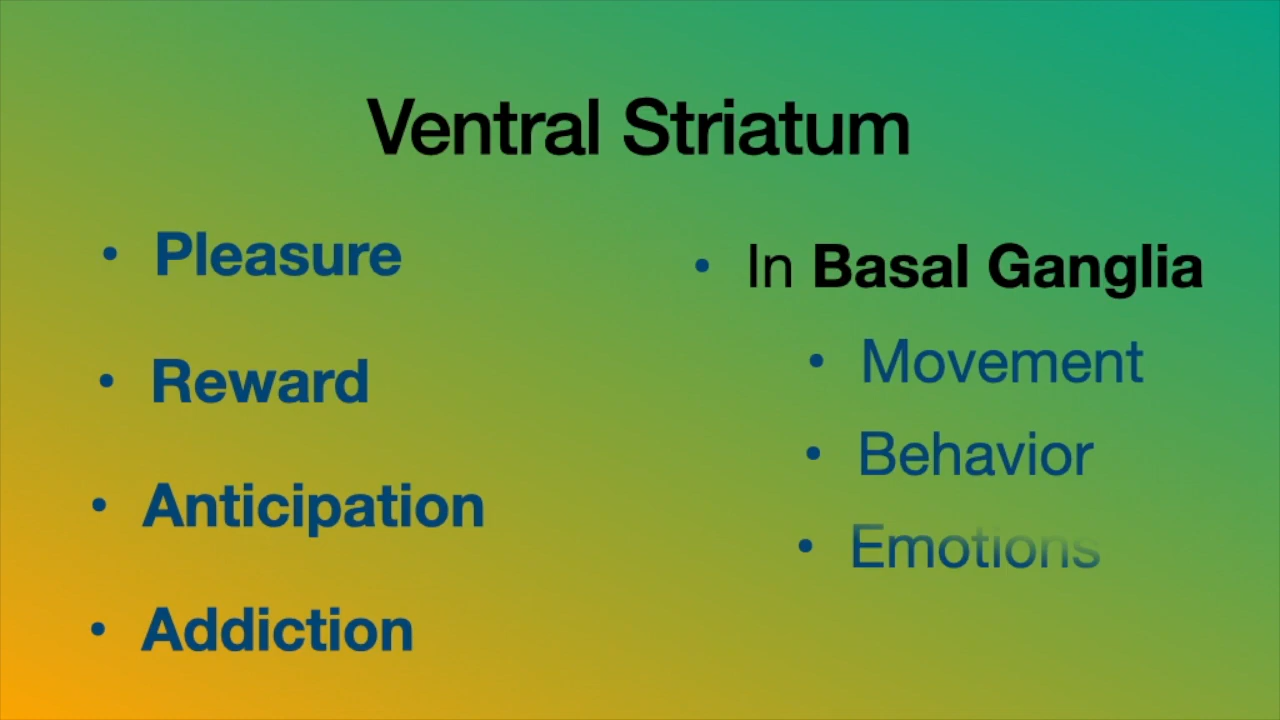 Ventral Striatum
• Pleasure
• Reward
• Anticipation
• Addiction
• In Basal Ganglia
• Movement
• Behavior
• Emotions